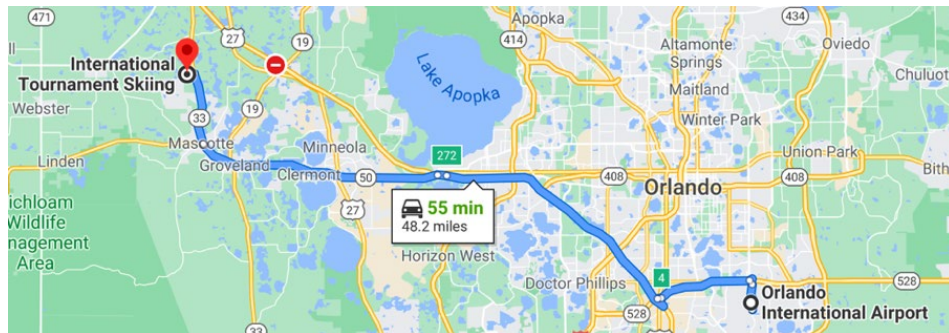 471
27
19
Apopka
414
434
Oviedo
International
Tournament Skiing
Lake Apopka
Altamonte
Springs
Chuluot
Webster
19
Maitland
33
Winter Park
Mascotte
Minneola
272
Union Park
Linden
Groveland
Clermont
50
408
408
Bith
Orlando
ichloam
Wildlife
nagement
Area
27
55 min
48.2 miles
Horizon West
4
Doctor Phillips
528
528
Orlando
International Airport
33